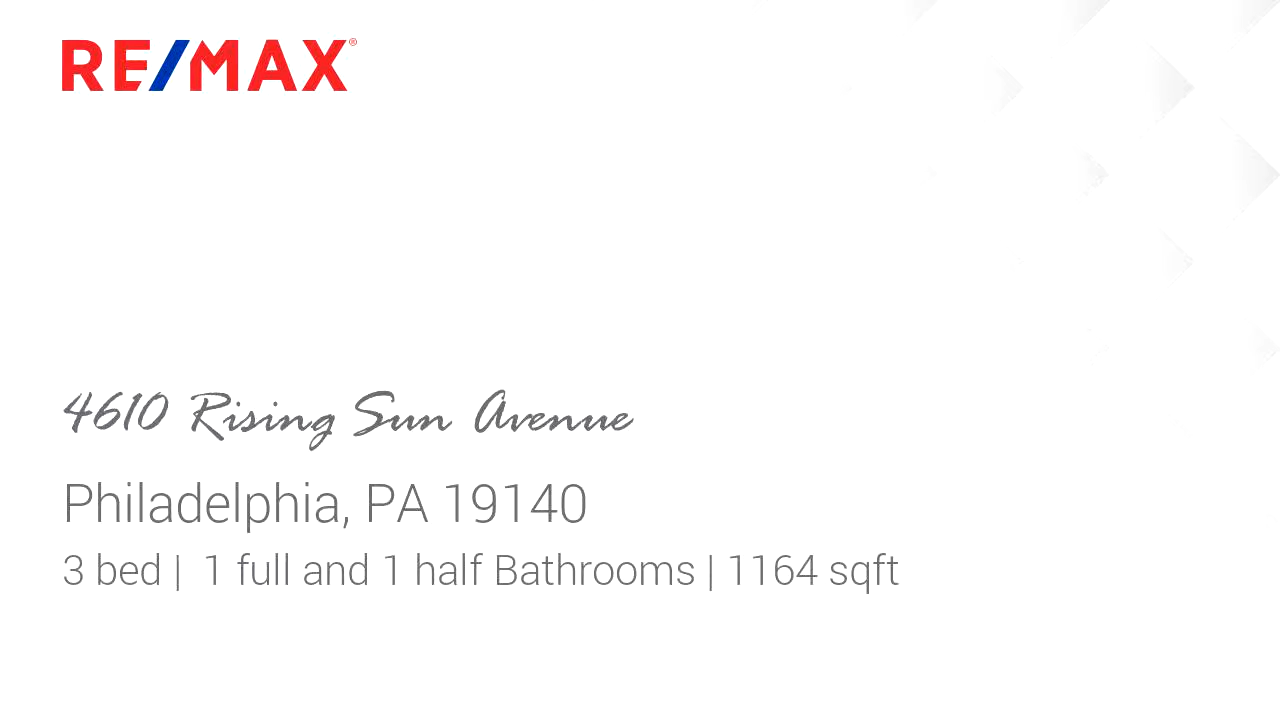 RE/MAX®
4610 Rising Sun Avenue
Philadelphia, PA 19140
3 bed | 1 full and 1 half Bathrooms | 1164 sqft